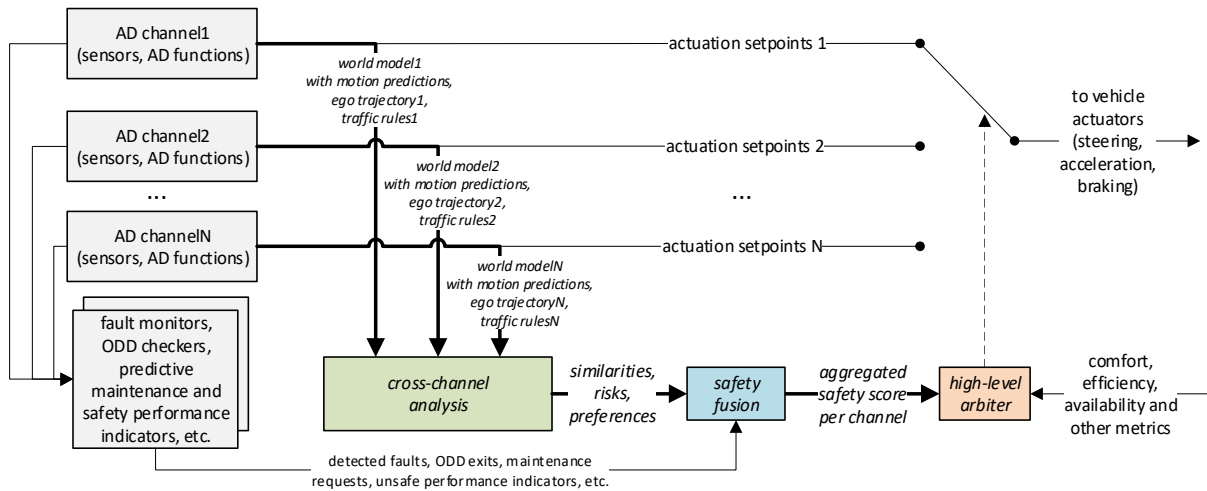 AD channel1
(sensors, AD functions)
actuation setpoints 1
world model1
with motion predictions,
ego trajectory1,
traffic rules1
to vehicle
actuators
(steering,
acceleration,
braking)
AD channel2
(sensors, AD functions)
actuation setpoints 2
world model2
with motion predictions,
ego trajectory2,
traffic rules2
...
...
AD channelN
(sensors, AD functions)
actuation setpoints N
world modelN
with motion predictions,
ego trajectoryN,
traffic rulesN
fault monitors,
ODD checkers,
predictive
maintenance and
safety performance
indicators, etc.
cross-channel
analysis
similarities,
risks,
preferences
safety
fusion
aggregated
safety score
per channel
high-level
arbiter
comfort,
efficiency,
availability and
other metrics
detected faults, ODD exits, maintenance
requests, unsafe performance indicators, etc.